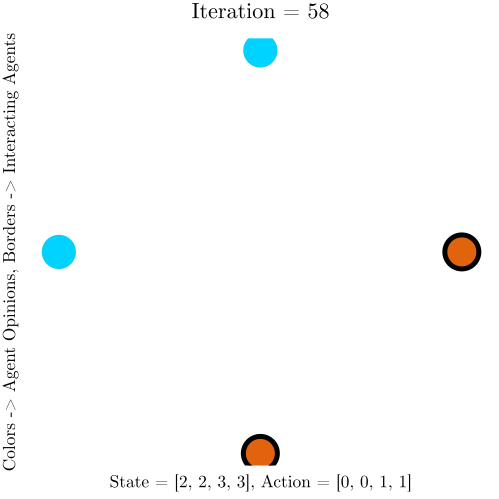 Iteration = 58
Colors -> Agent Opinions, Borders -> Interacting Agents
State = [2, 2, 3, 3], Action = [0, 0, 1, 1]